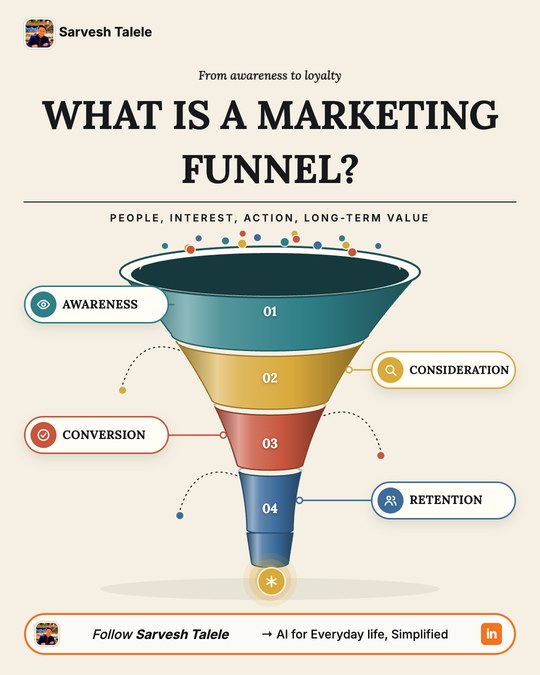 Sarvesh Talele
From awareness to loyalty
WHAT IS A MARKETING
FUNNEL?
PEOPLE, INTEREST, ACTION, LONG-TERM VALUE
AWARENESS
01
02
CONSIDERATION
CONVERSION
03
04
RETENTION
Follow Sarvesh Talele → AI for Everyday life, Simplified in